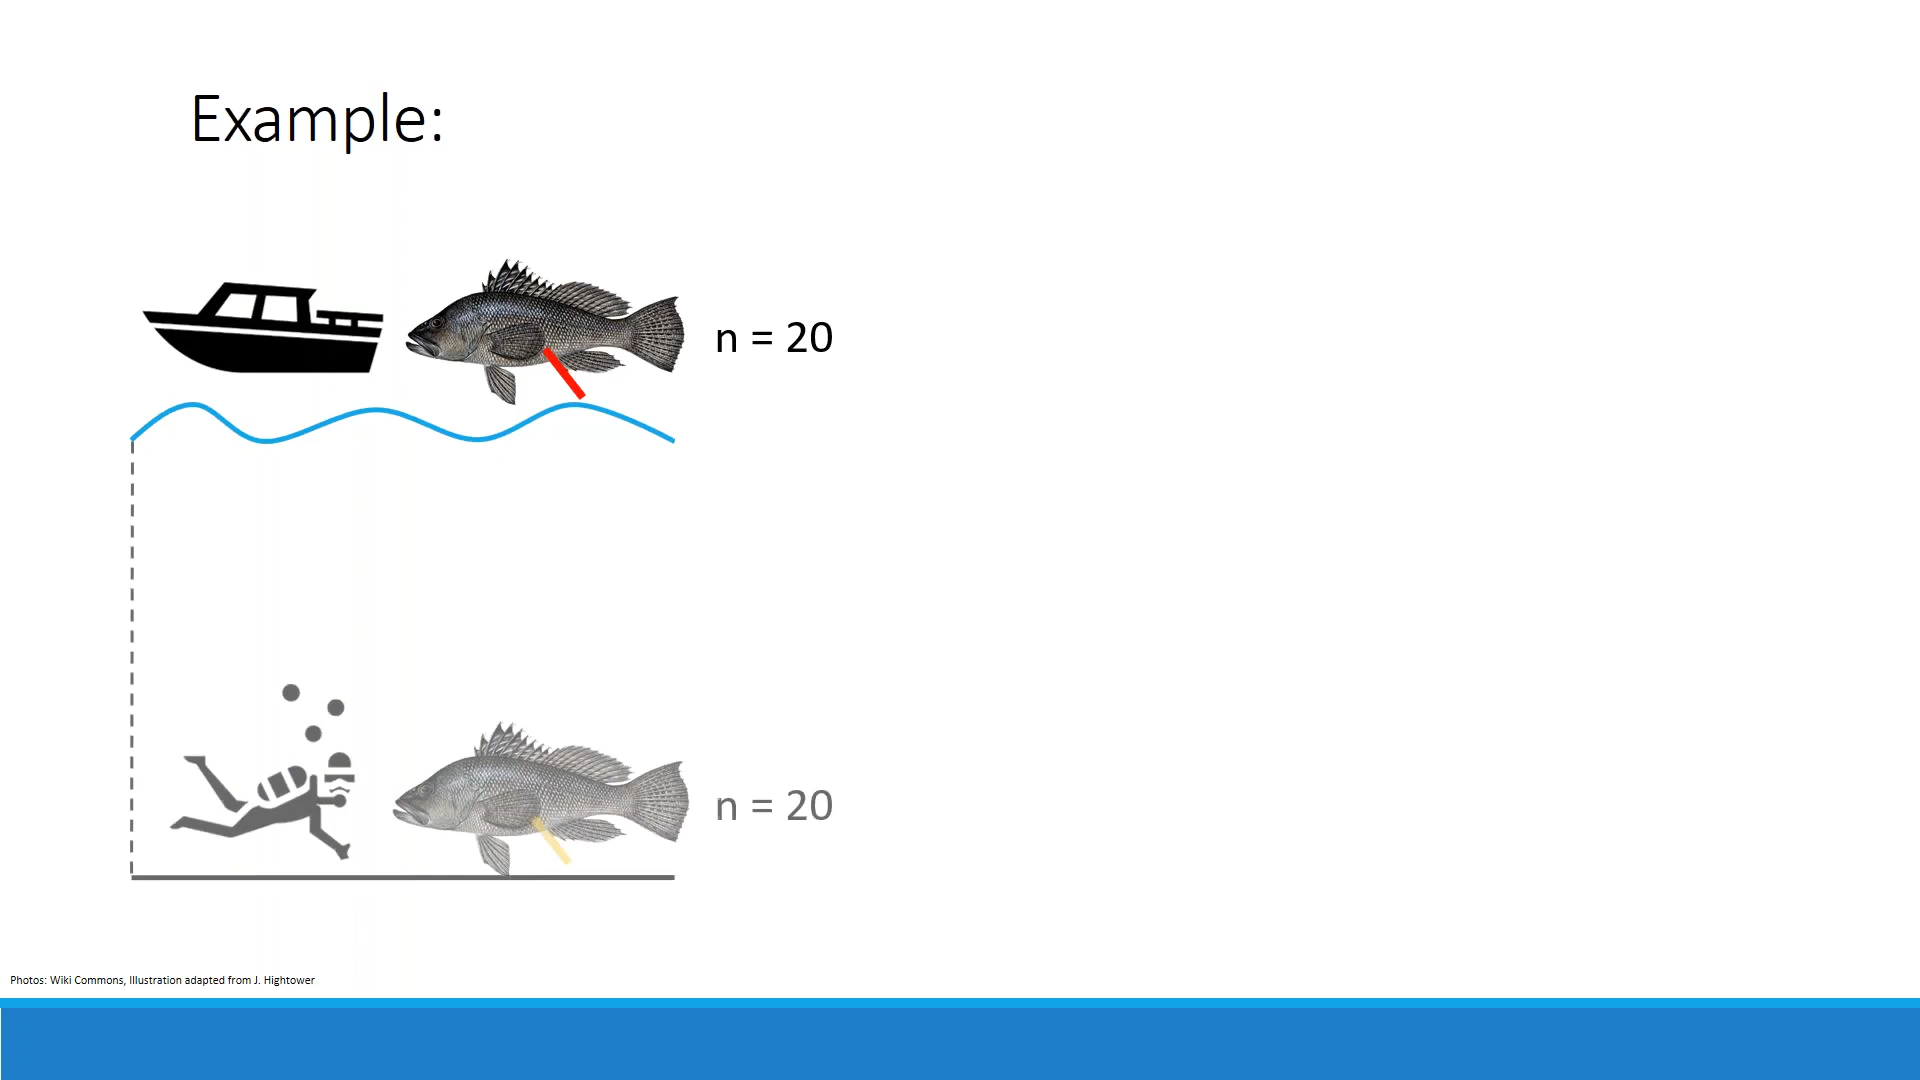 Example:
n = 20
n = 20
Photos: Wiki Commons, Illustration adapted from J. Hightower